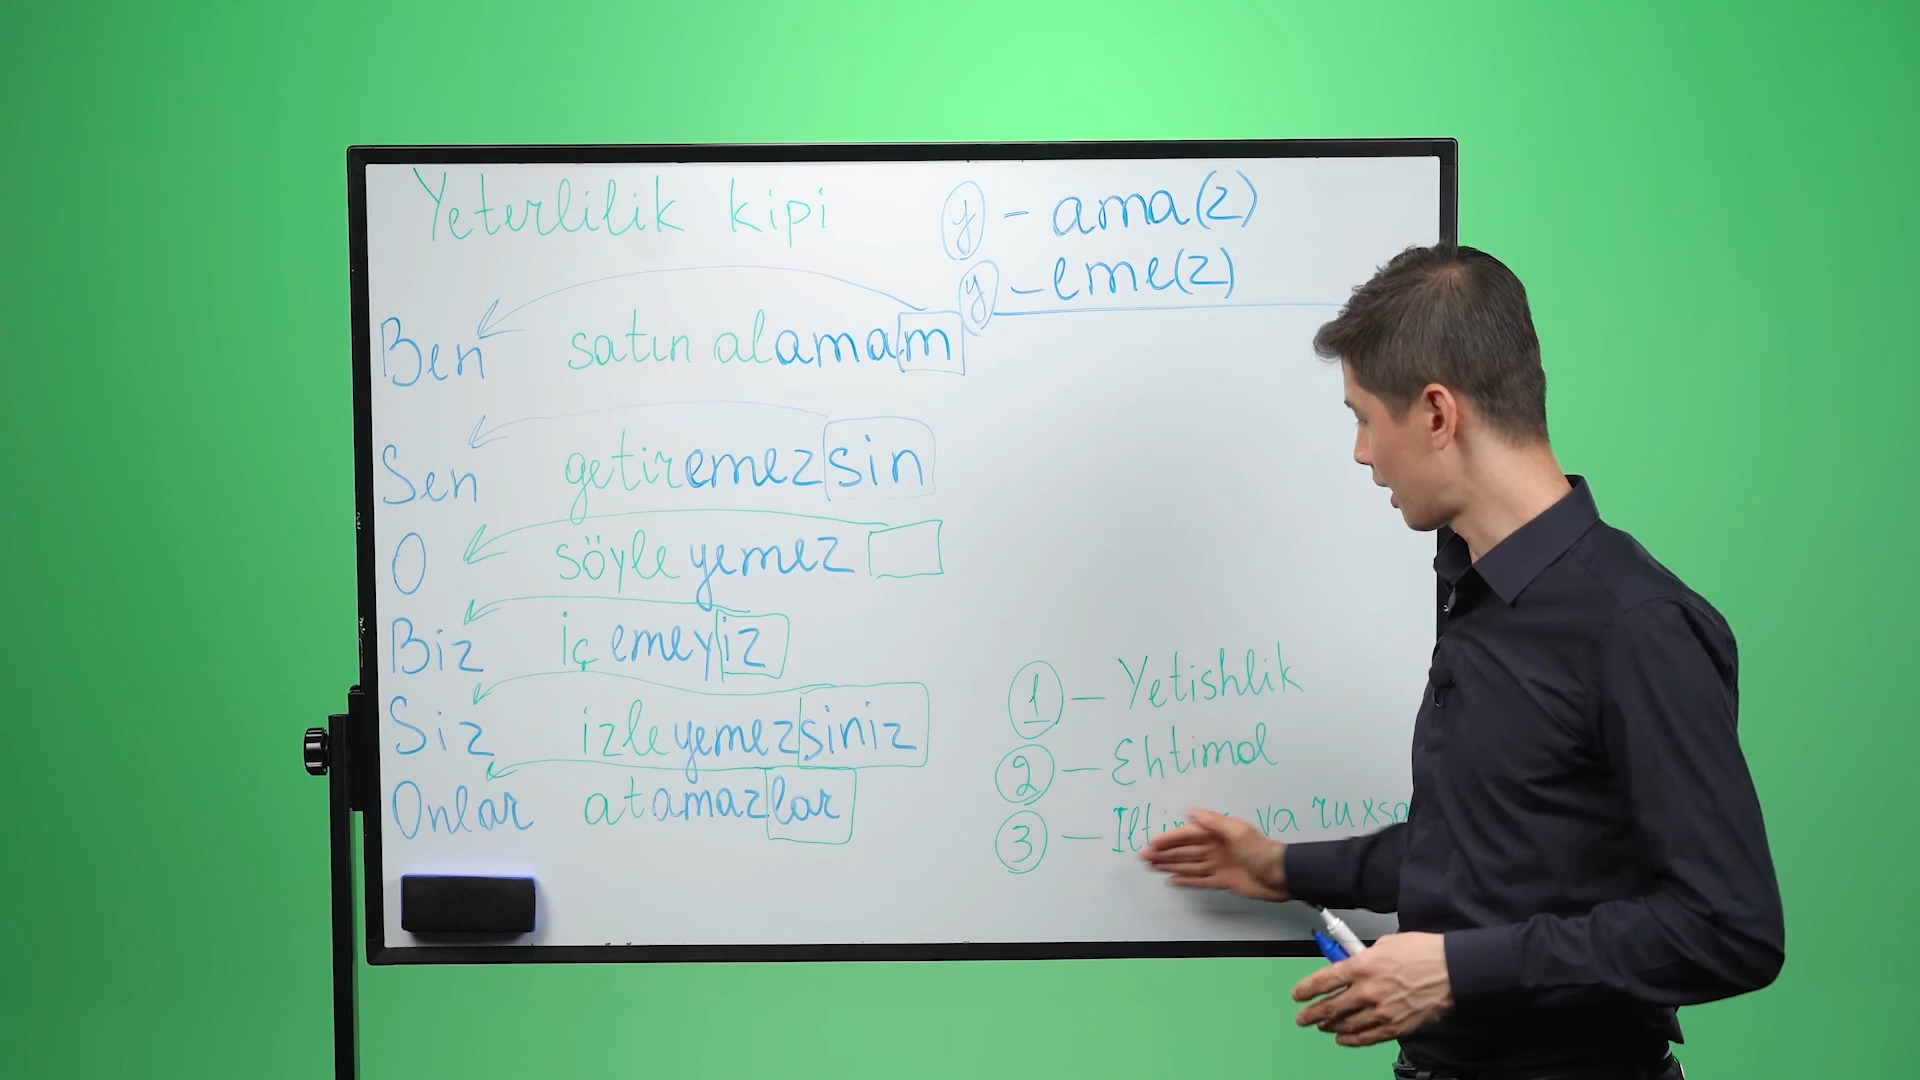 Yeterlilik kipi
y - ama(z)
y - eme(z)
Ben satın alamam
Sen getiremezsin
O söyleyemez
Biz içemeyiz
Siz izleyemezsiniz
Onlar atamazlar
1 - Yetishlik
2 - Ehtimol
3 - va